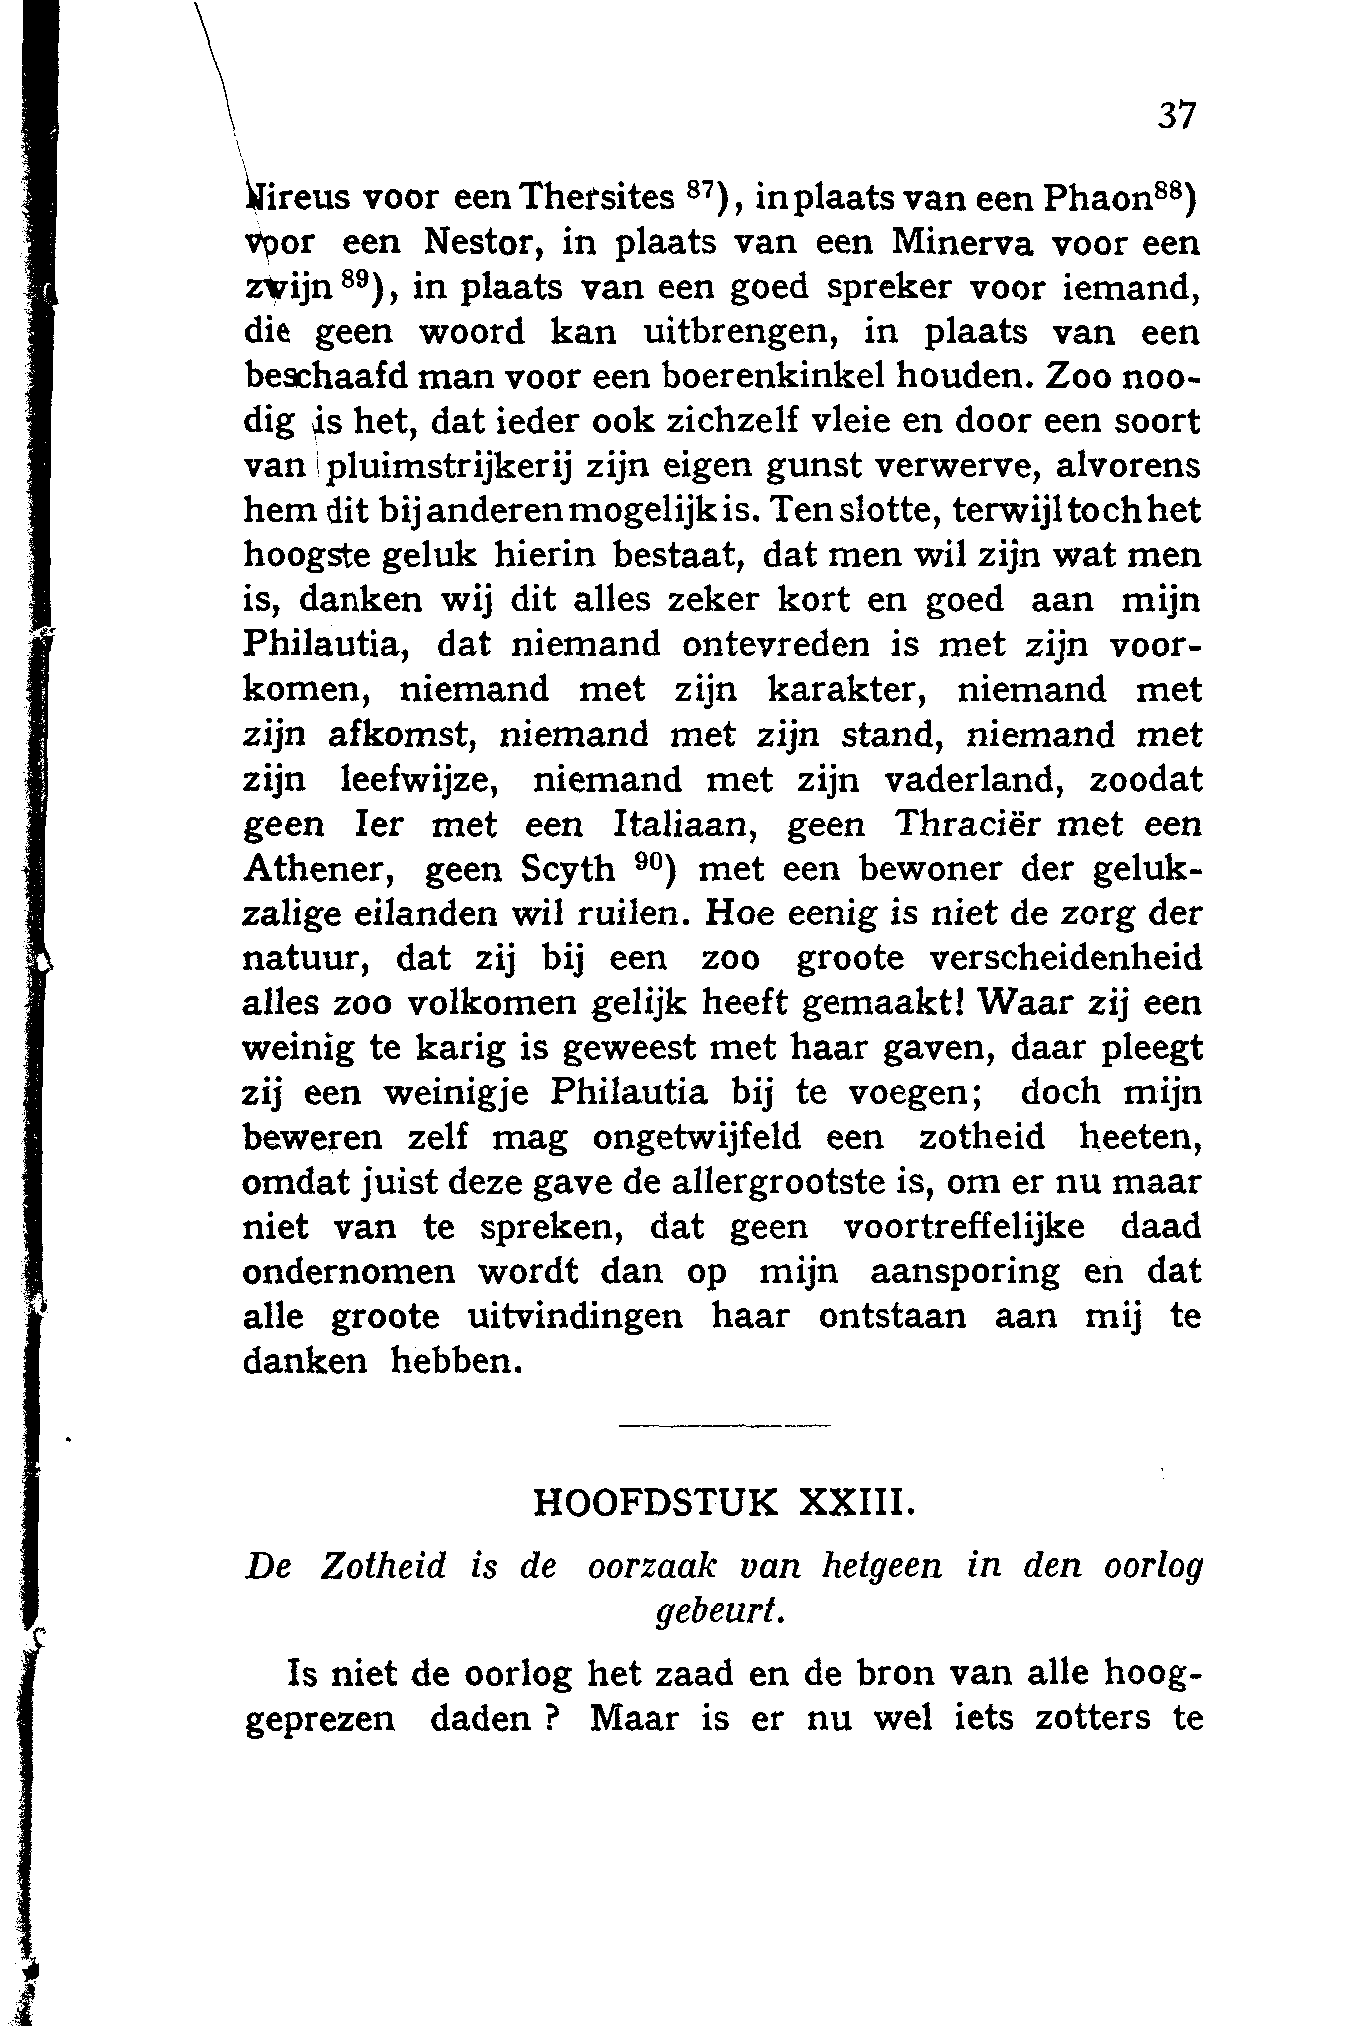 37
Nireus voor een Thersites ⁸⁷), in plaats van een Phaon⁸⁸)
voor een Nestor, in plaats van een Minerva voor een
zwijn ⁸⁹), in plaats van een goed spreker voor iemand,
die geen woord kan uitbrengen, in plaats van een
beschaafd man voor een boerenkinkel houden. Zoo noo-
dig is het, dat ieder ook zichzelf vleie en door een soort
van pluimstrijkerij zijn eigen gunst verwerve, alvorens
hem dit bij anderen mogelijk is. Ten slotte, terwijl toch het
hoogste geluk hierin bestaat, dat men wil zijn wat men
is, danken wij dit alles zeker kort en goed aan mijn
Philautia, dat niemand ontevreden is met zijn voor-
komen, niemand met zijn karakter, niemand met
zijn afkomst, niemand met zijn stand, niemand met
zijn leefwijze, niemand met zijn vaderland, zoodat
geen Ier met een Italiaan, geen Thraciër met een
Athener, geen Scyth ⁹⁰) met een bewoner der geluk-
zalige eilanden wil ruilen. Hoe eenig is niet de zorg der
natuur, dat zij bij een zoo groote verscheidenheid
alles zoo volkomen gelijk heeft gemaakt! Waar zij een
weinig te karig is geweest met haar gaven, daar pleegt
zij een weinigje Philautia bij te voegen; doch mijn
beweren zelf mag ongetwijfeld een zotheid heeten,
omdat juist deze gave de allergrootste is, om er nu maar
niet van te spreken, dat geen voortreffelijke daad
ondernomen wordt dan op mijn aansporing en dat
alle groote uitvindingen haar ontstaan aan mij te
danken hebben.
HOOFDSTUK XXIII.
De Zotheid is de oorzaak van hetgeen in den oorlog
gebeurt.
Is niet de oorlog het zaad en de bron van alle hoog-
geprezen daden ? Maar is er nu wel iets zotters te